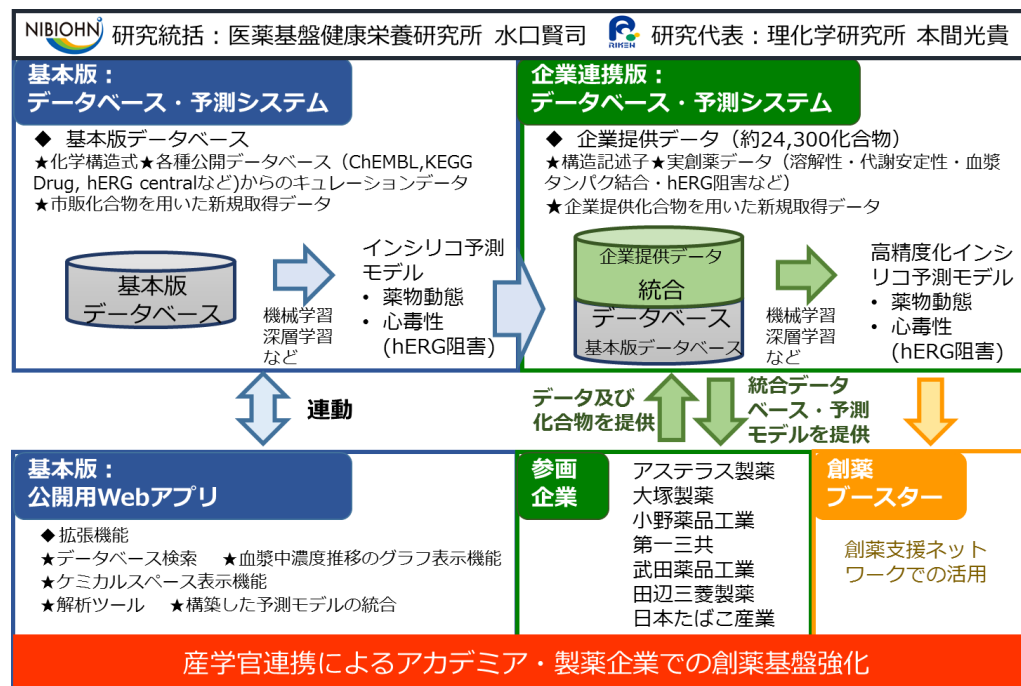 NIBIOHN 研究統括：医薬基盤健康栄養研究所 水口賢司 RIKEN 研究代表：理化学研究所 本間光貴
基本版：
データベース・予測システム
◆ 基本版データベース
★化学構造式★各種公開データベース（ChEMBL,KEGG
Drug, hERG centralなど)からのキュレーションデータ
★市販化合物を用いた新規取得データ
基本版
データベース
機械学習
深層学習
など
インシリコ予測
モデル
• 薬物動態
• 心毒性
(hERG阻害)
企業連携版：
データベース・予測システム
◆ 企業提供データ（約24,300化合物）
★構造記述子★実創薬データ（溶解性・代謝安定性・血漿
タンパク結合・hERG阻害など）
★企業提供化合物を用いた新規取得データ
企業提供データ
統合
データベース
基本版データベース
機械学習
深層学習
など
高精度化インシ
リコ予測モデル
• 薬物動態
• 心毒性
(hERG阻害)
連動
データ及び
化合物を提供
統合データ
ベース・予測
モデルを提供
基本版：
公開用Webアプリ
◆拡張機能
★データベース検索 ★血漿中濃度推移のグラフ表示機能
★ケミカルスペース表示機能
★解析ツール ★構築した予測モデルの統合
参画
企業
アステラス製薬
大塚製薬
小野薬品工業
第一三共
武田薬品工業
田辺三菱製薬
日本たばこ産業
創薬
ブースター
創薬支援ネット
ワークでの活用
産学官連携によるアカデミア・製薬企業での創薬基盤強化